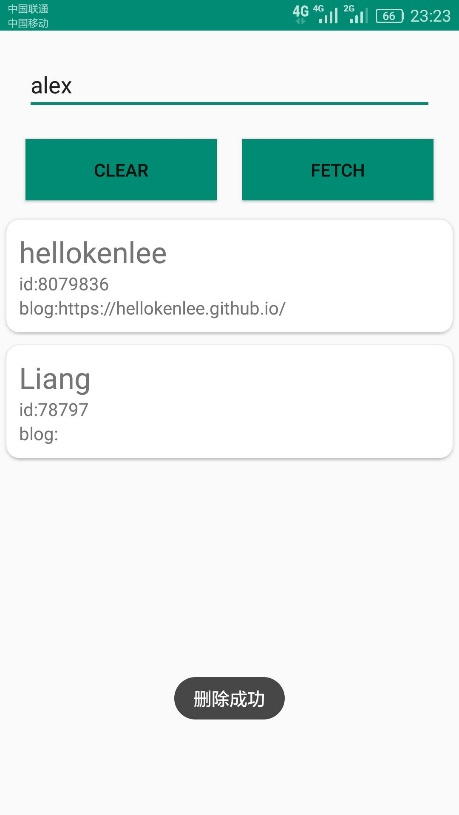 中国联通
中国移动
4G 4G 2G 66 23:23
alex
CLEAR
FETCH
hellokenlee
id:8079836
blog:https://hellokenlee.github.io/
Liang
id:78797
blog:
删除成功